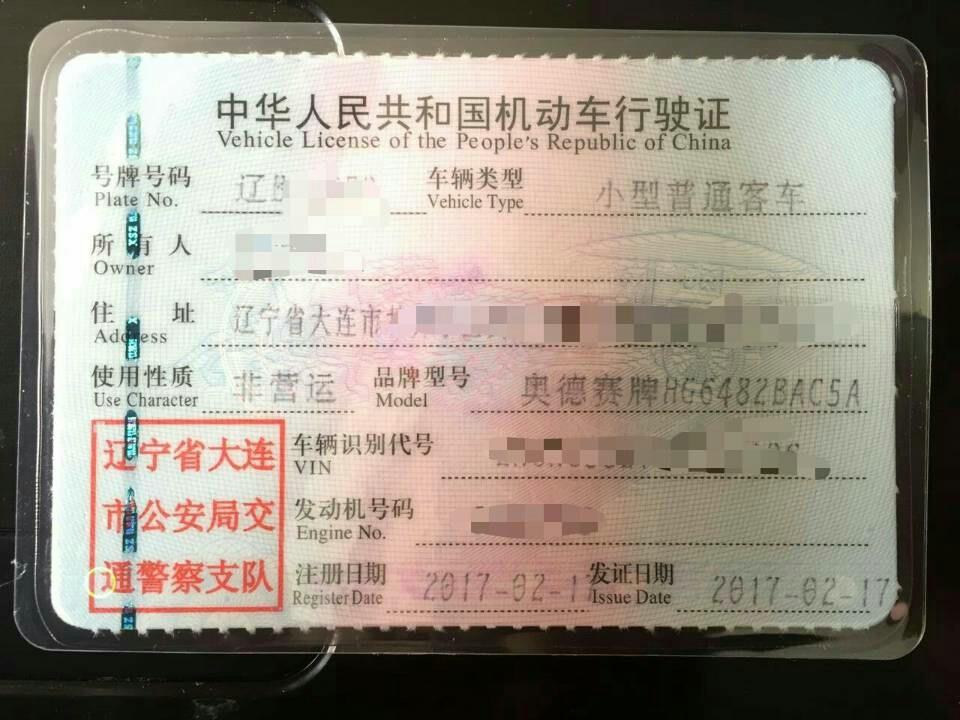 中华人民共和国机动车行驶证
Vehicle License of the People's Republic of China
号牌号码 辽 车辆类型 小型普通客车
Plate No. Vehicle Type
所有人
Owner
住址 辽宁省大连市
Address
使用性质 非营运 品牌型号 奥德赛牌HG6482BAC5A
Use Character Model
辽宁省大连
市公安局交
通警察支队
车辆识别代号
VIN
发动机号码
Engine No.
注册日期 2017-02-17 发证日期 2017-02-17
Register Date Issue Date